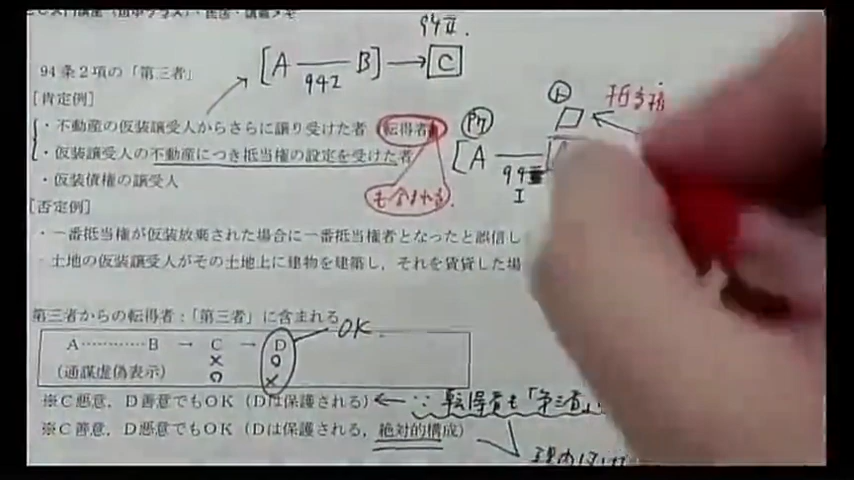 94Ⅱ.
[A ―― B] → C
942
94条2項の「第三者」
[肯定例]
・不動産の仮装譲受人からさらに譲り受けた者 転得者
・仮装譲受人の不動産につき抵当権の設定を受けた者
[A ――
94
I
・仮装債権の譲受人
も含まれる.
[否定例]
・一番抵当権が仮装放棄された場合に一番抵当権者となったと誤信し
土地の仮装譲受人がその土地上に建物を建築し，それを賃貸した場
第三者からの転得者：「第三者」に含まれる
OK.
A‥‥‥‥‥B → C → D
(通謀虚偽表示) × ○
○ ×
※C悪意，D善意でもOK（Dは保護される）← ∵ 転得者も「第三者」
※C善意，D悪意でもOK（Dは保護される，絶対的構成）